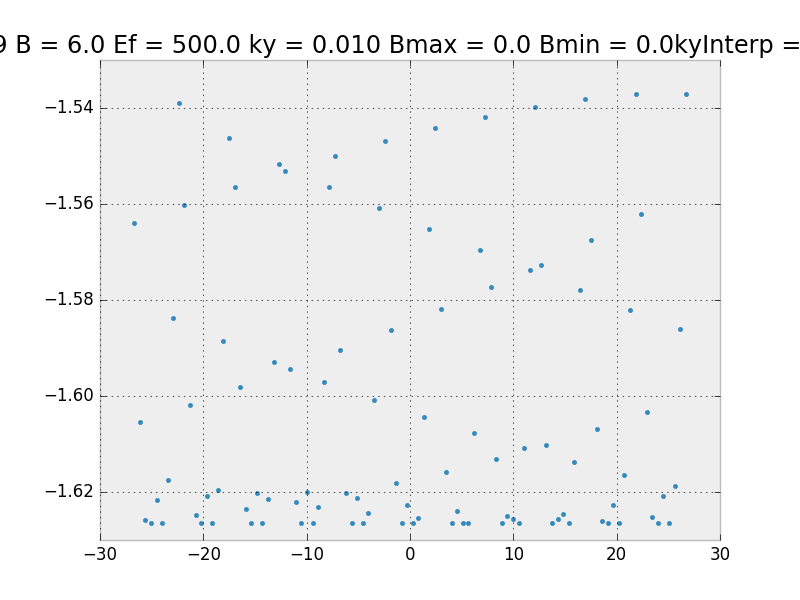 9 B = 6.0 Ef = 500.0 ky = 0.010 Bmax = 0.0 Bmin = 0.0kyInterp =
−1.54
−1.56
−1.58
−1.60
−1.62
−30 −20 −10 0 10 20 30